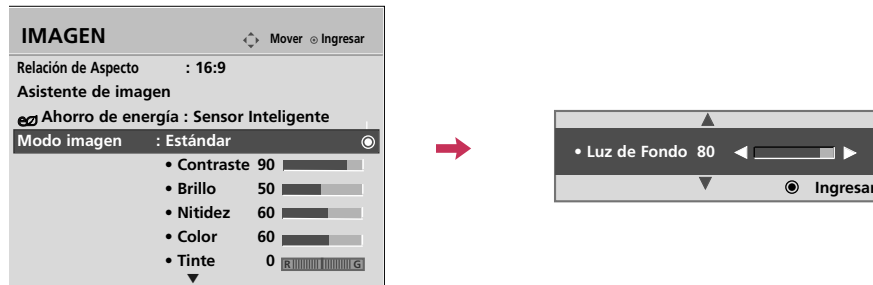 IMAGEN
Mover
Ingresar
Relación de Aspecto : 16:9
Asistente de imagen
Ahorro de energía : Sensor Inteligente
Modo imagen : Estándar
• Contraste 90
• Brillo 50
• Nitidez 60
• Color 60
• Tinte 0 R G
• Luz de Fondo 80
Ingresar